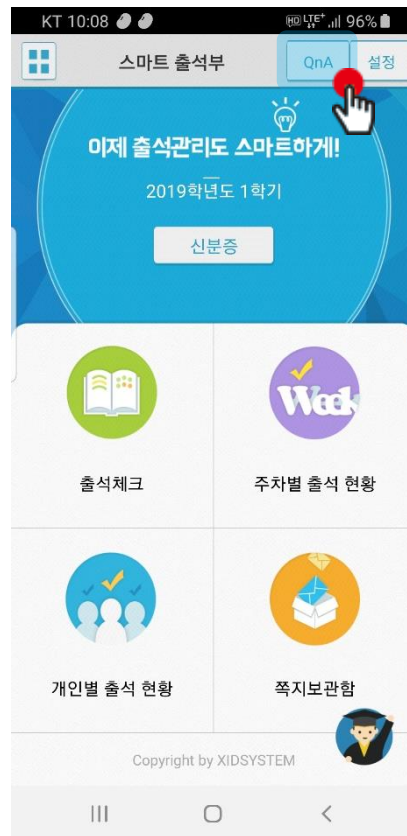 KT 10:08 HD LTE+ 96%
스마트 출석부 QnA 설정
이제 출석관리도 스마트하게!
2019학년도 1학기
신분증
Week
출석체크 주차별 출석 현황
개인별 출석 현황 쪽지보관함
Copyright by XIDSYSTEM